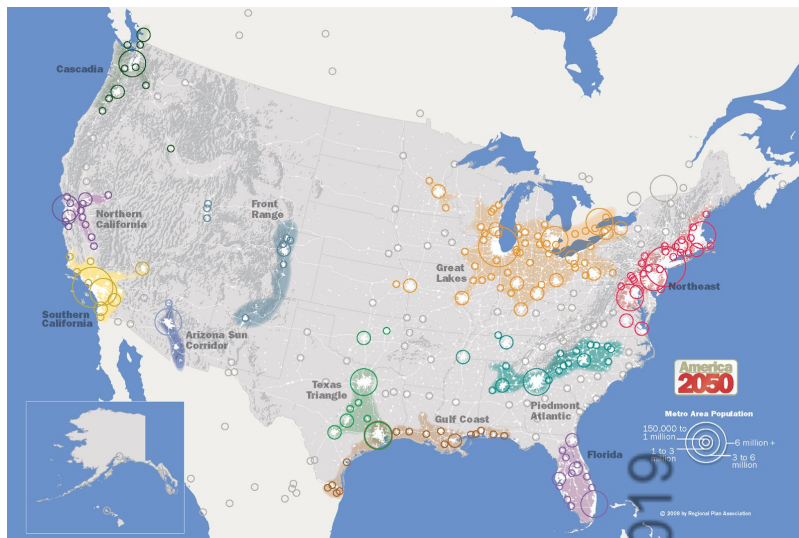 Cascadia
Northern
California
Southern
California
Front
Range
Arizona Sun
Corridor
Great
Lakes
Texas
Triangle
Gulf Coast
Piedmont
Atlantic
Florida
Northeast
America
2050
Metro Area Population
150,000 to
1 million
1 to 3
million
6 million +
3 to 6
million
© 2008 by Regional Plan Association